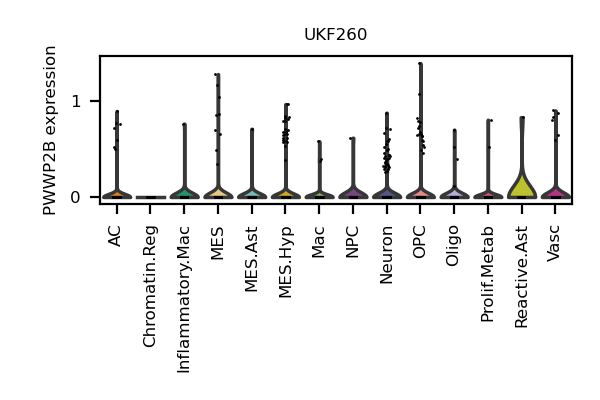 UKF260
PWWP2B expression
1
0
AC
Chromatin.Reg
Inflammatory.Mac
MES
MES.Ast
MES.Hyp
Mac
NPC
Neuron
OPC
Oligo
Prolif.Metab
Reactive.Ast
Vasc